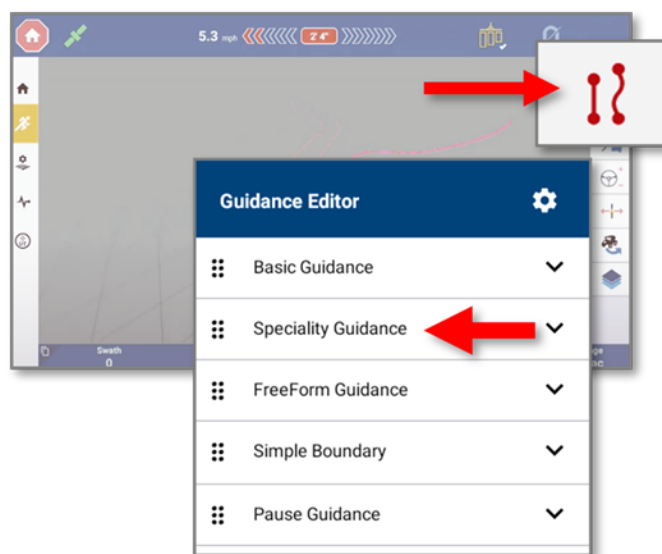 5.3 mph 2' 4"
Guidance Editor
Basic Guidance
Speciality Guidance
FreeForm Guidance
Simple Boundary
Pause Guidance
Swath
0